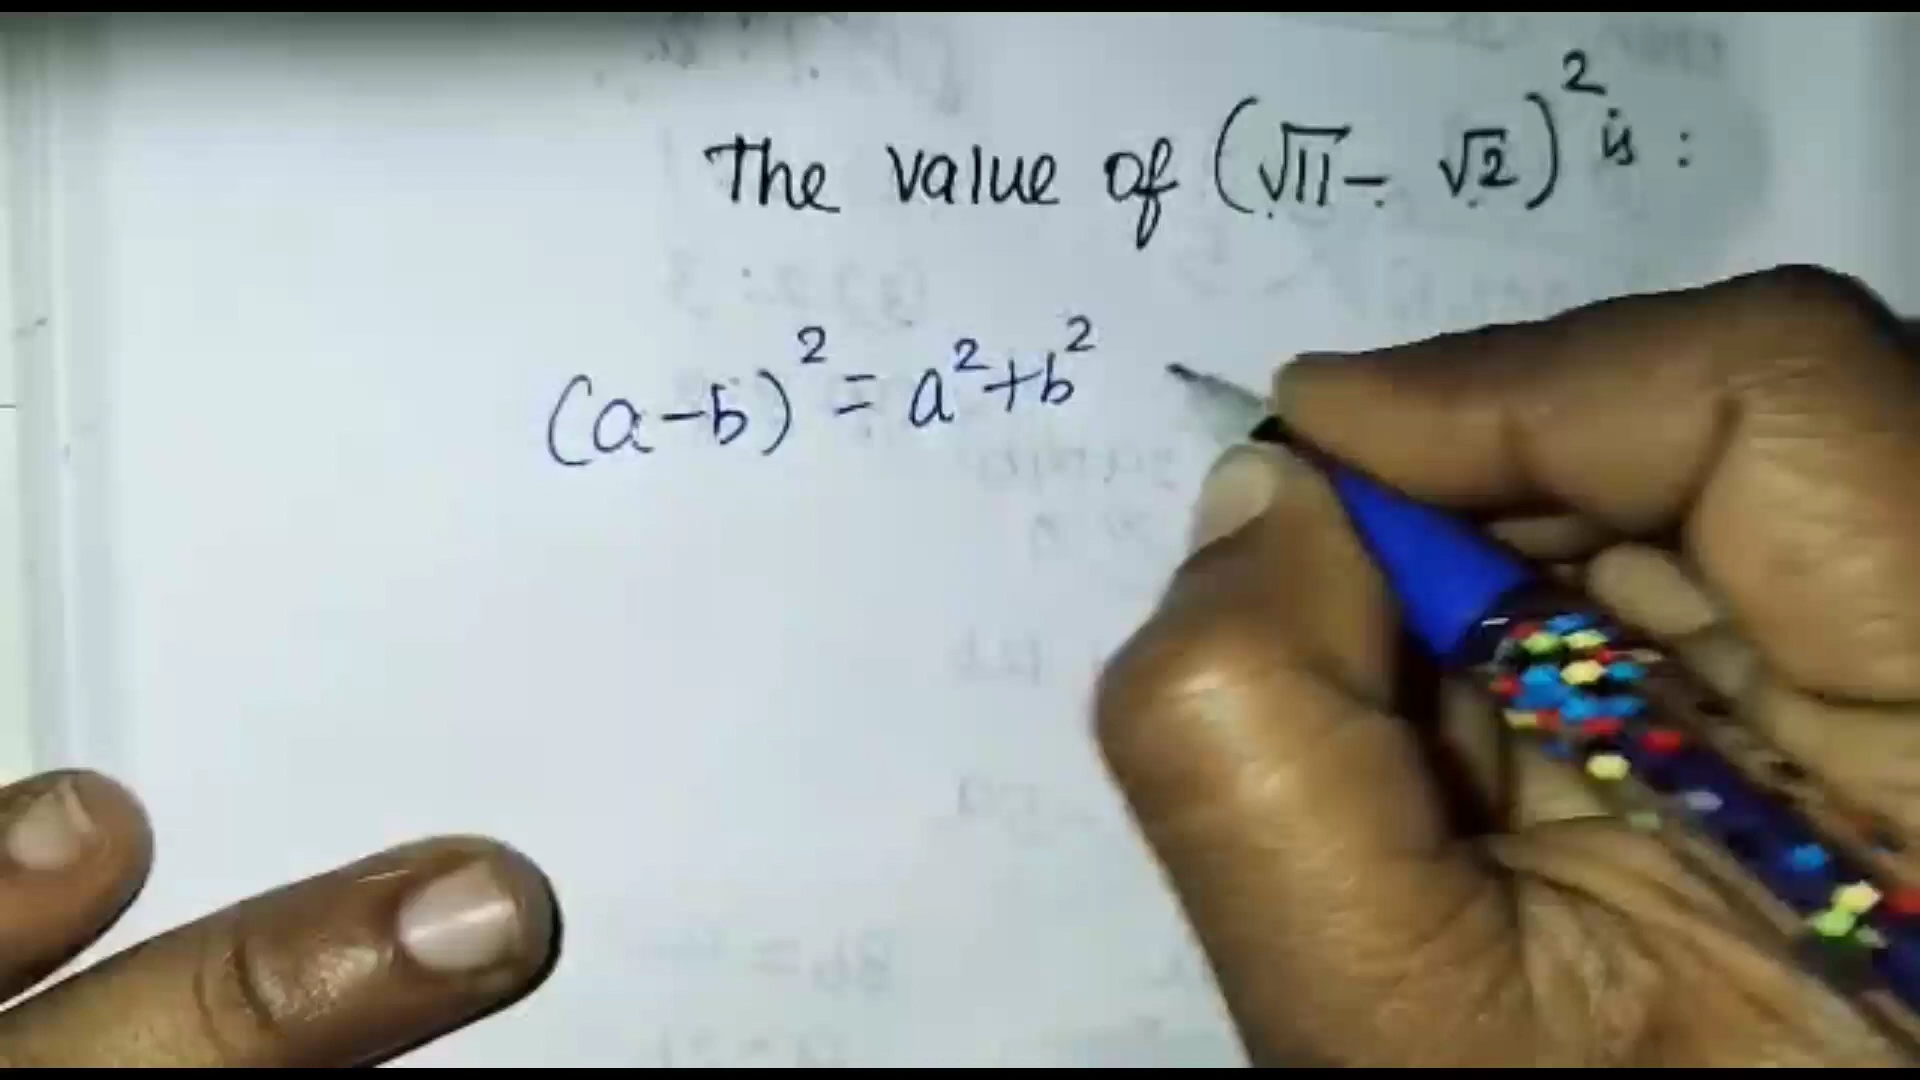 The value of (√11 - √2)² is :
(a-b)² = a²+b²